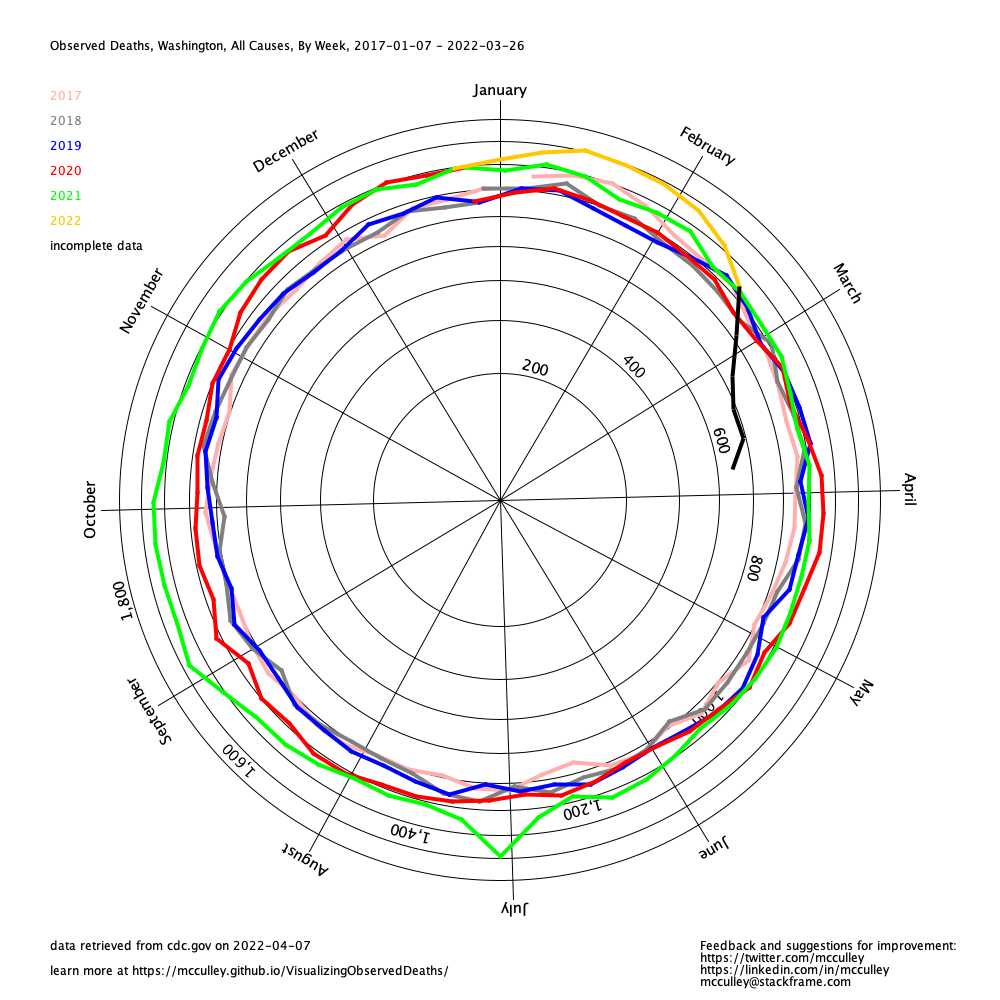 Observed Deaths, Washington, All Causes, By Week, 2017-01-07 - 2022-03-26
January
2017
2018
2019
2020
2021
2022
incomplete data
December
February
November
March
200
400
600
October
April
800
1,800
May
September
1,000
1,600
1,200
1,400
June
August
July
data retrieved from cdc.gov on 2022-04-07
learn more at https://mcculley.github.io/VisualizingObservedDeaths/
Feedback and suggestions for improvement:
https://twitter.com/mcculley
https://linkedin.com/in/mcculley
mcculley@stackframe.com